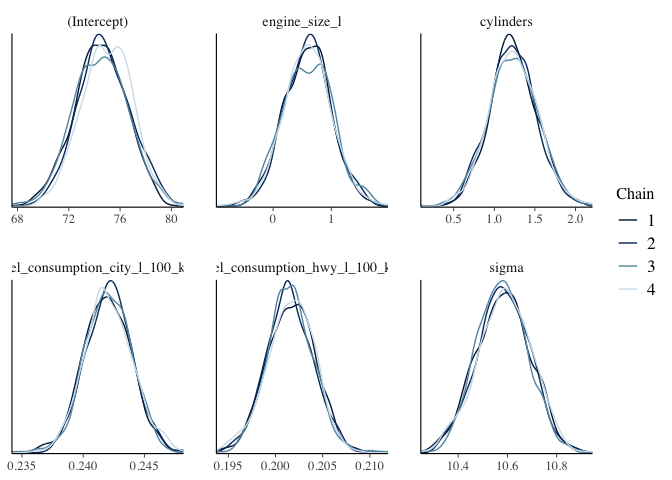 (Intercept)
engine_size_l
cylinders
68 72 76 80
0 1
0.5 1.0 1.5 2.0
el_consumption_city_l_100_k
el_consumption_hwy_l_100_k
sigma
0.235 0.240 0.245
0.195 0.200 0.205 0.210
10.4 10.6 10.8
Chain
1
2
3
4